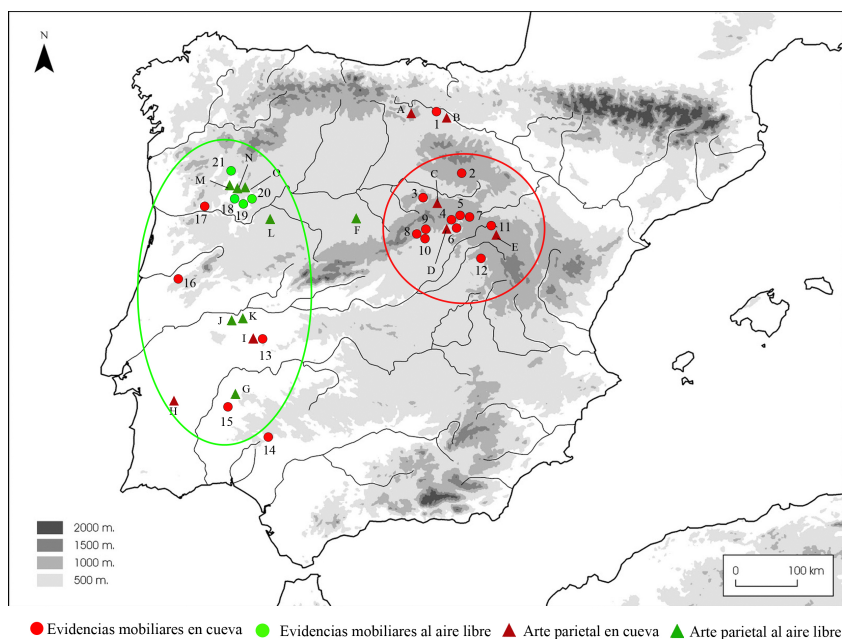 N
A
B
1
2
C
3
4
5
7
6
8
9
10
11
E
D
12
21
M
N
O
18
19
20
17
L
F
16
J
K
I
13
H
G
15
14
2000 m.
1500 m.
1000 m.
500 m.
0 100 km
Evidencias mobiliares en cueva Evidencias mobiliares al aire libre Arte parietal en cueva Arte parietal al aire libre